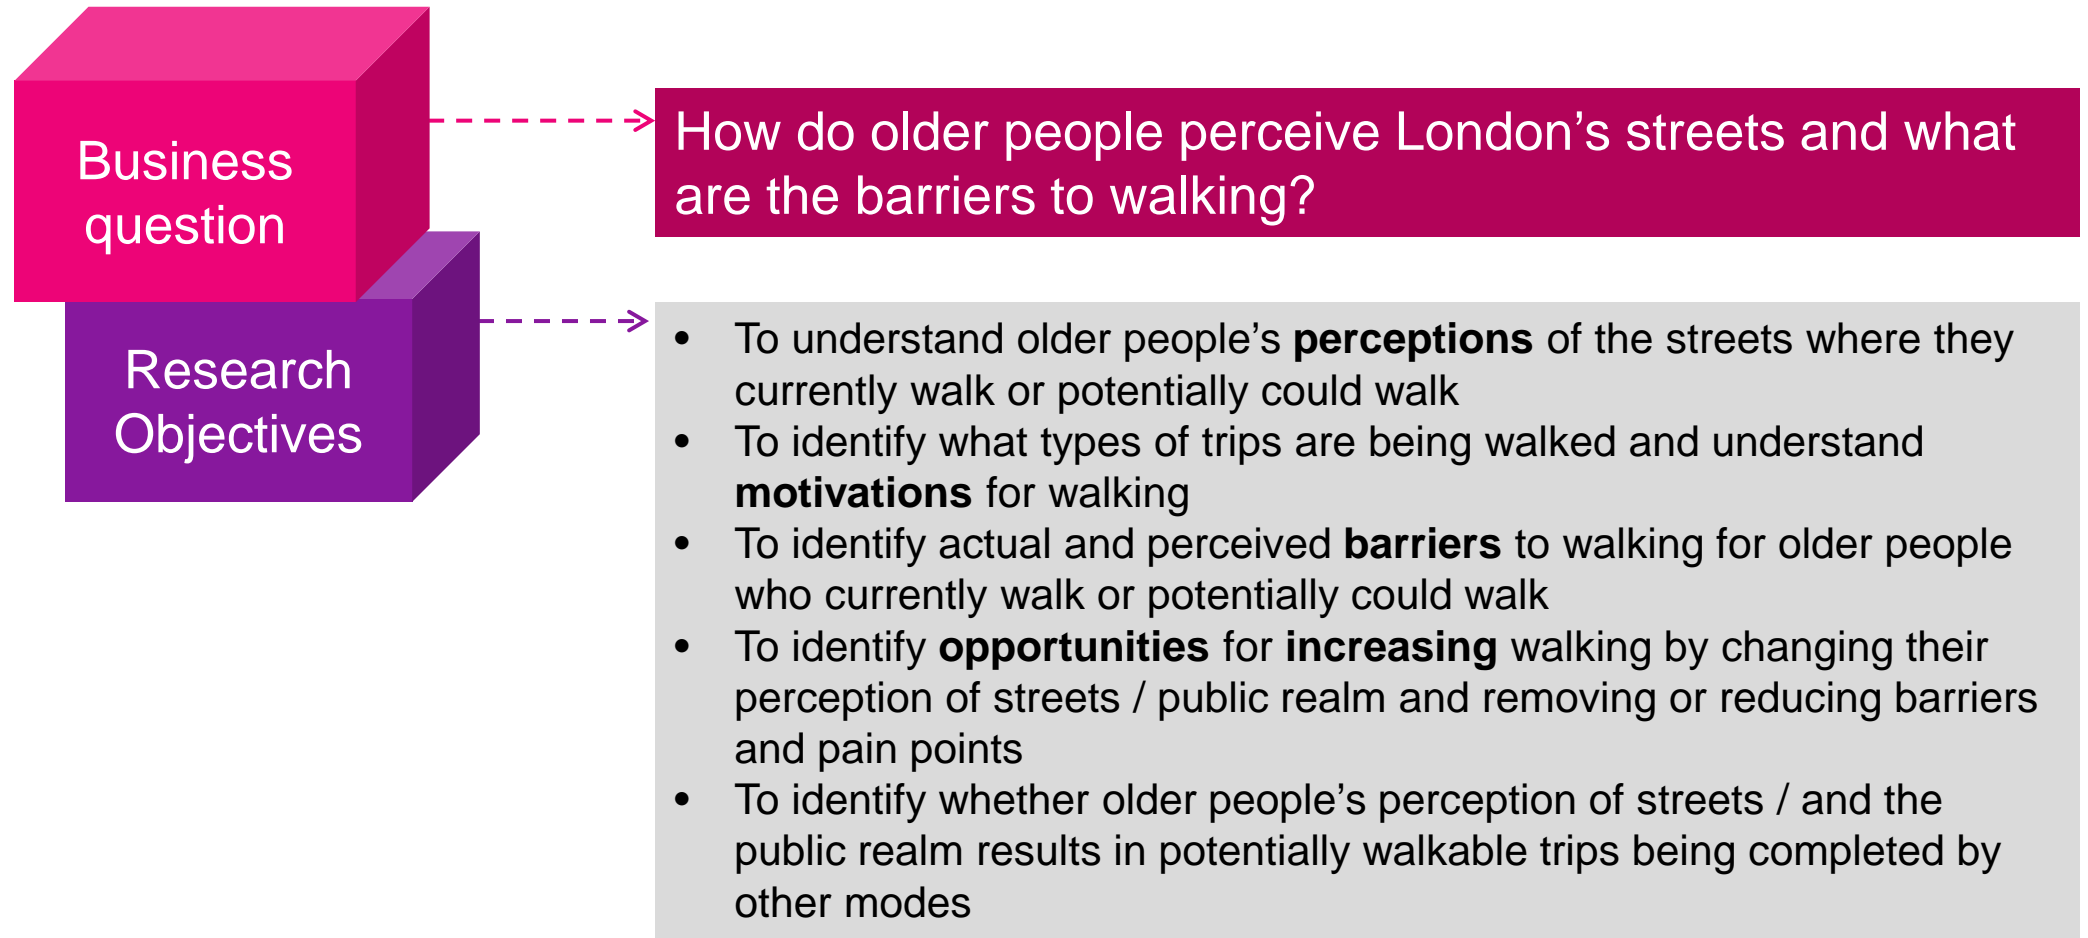 Business
question
How do older people perceive London’s streets and what
are the barriers to walking?
Research
Objectives
• To understand older people’s perceptions of the streets where they
currently walk or potentially could walk
• To identify what types of trips are being walked and understand
motivations for walking
• To identify actual and perceived barriers to walking for older people
who currently walk or potentially could walk
• To identify opportunities for increasing walking by changing their
perception of streets / public realm and removing or reducing barriers
and pain points
• To identify whether older people’s perception of streets / and the
public realm results in potentially walkable trips being completed by
other modes